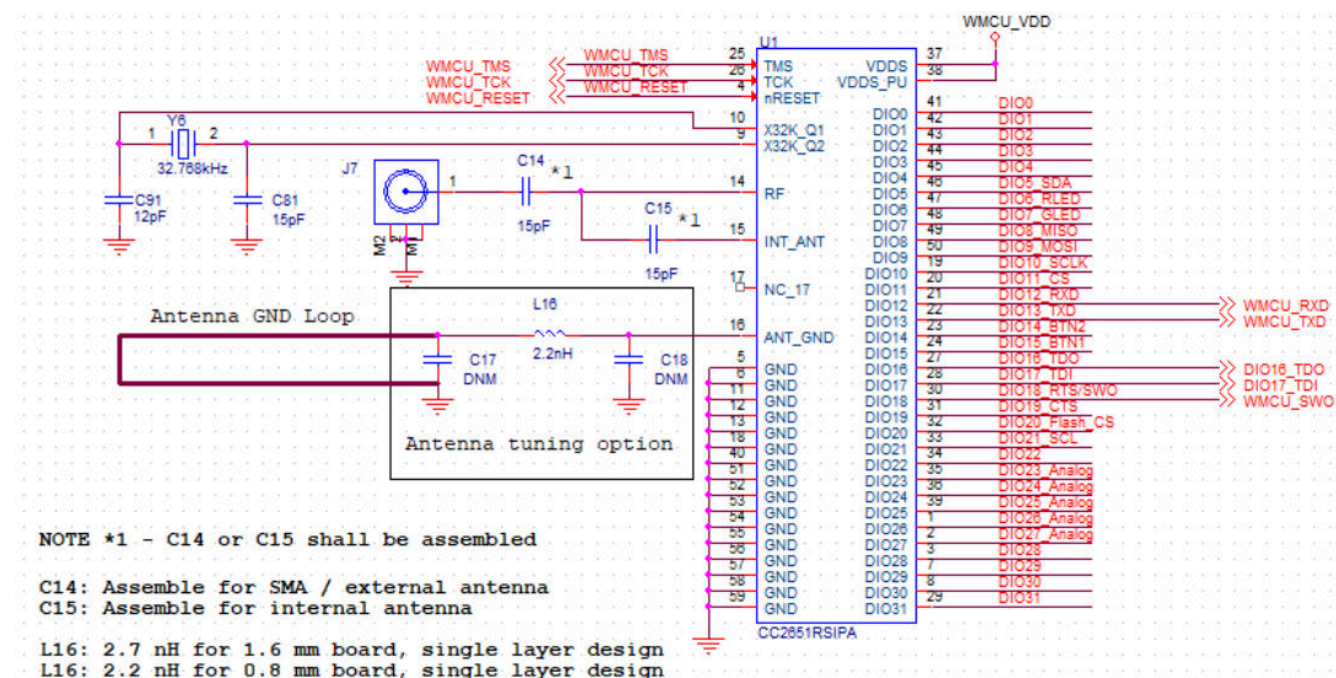 WMCU_VDD
U1
WMCU_TMS WMCU_TMS 25 TMS
WMCU_TCK WMCU_TCK 26 TCK
WMCU_RESET WMCU_RESET 4 nRESET
37 VDDS
38 VDDS_PU
10 X32K_Q1
9 X32K_Q2
Y6
1 2
32.768kHz
C91
12pF
C81
15pF
J7
1
M2 2 M1
C14 *1
15pF
14 RF
C15 *1
15pF
15 INT_ANT
17 NC_17
Antenna GND Loop
L16
2.2nH
C17
DNM
C18
DNM
Antenna tuning option
16 ANT_GND
5 GND
6 GND
11 GND
12 GND
13 GND
18 GND
40 GND
51 GND
52 GND
53 GND
54 GND
55 GND
56 GND
57 GND
58 GND
59 GND
DIO0 41 DIO0
DIO1 42 DIO1
DIO2 43 DIO2
DIO3 44 DIO3
DIO4 45 DIO4
DIO5 46 DIO5_SDA
DIO6 47 DIO6_RLED
DIO7 48 DIO7_GLED
DIO8 49 DIO8_MISO
DIO9 50 DIO9_MOSI
DIO10 19 DIO10_SCLK
DIO11 20 DIO11_CS
DIO12 21 DIO12_RXD WMCU_RXD
DIO13 22 DIO13_TXD WMCU_TXD
DIO14 23 DIO14_BTN2
DIO15 24 DIO15_BTN1
DIO16 27 DIO16_TDO DIO16_TDO
DIO17 28 DIO17_TDI DIO17_TDI
DIO18 30 DIO18_RTS/SWO WMCU_SWO
DIO19 31 DIO19_CTS
DIO20 32 DIO20_Flash_CS
DIO21 33 DIO21_SCL
DIO22 34 DIO22
DIO23 35 DIO23_Analog
DIO24 36 DIO24_Analog
DIO25 39 DIO25_Analog
DIO26 1 DIO26_Analog
DIO27 2 DIO27_Analog
DIO28 3 DIO28
DIO29 7 DIO29
DIO30 8 DIO30
DIO31 29 DIO31
CC2651RSIPA
NOTE *1 - C14 or C15 shall be assembled
C14: Assemble for SMA / external antenna
C15: Assemble for internal antenna
L16: 2.7 nH for 1.6 mm board, single layer design
L16: 2.2 nH for 0.8 mm board, single layer design